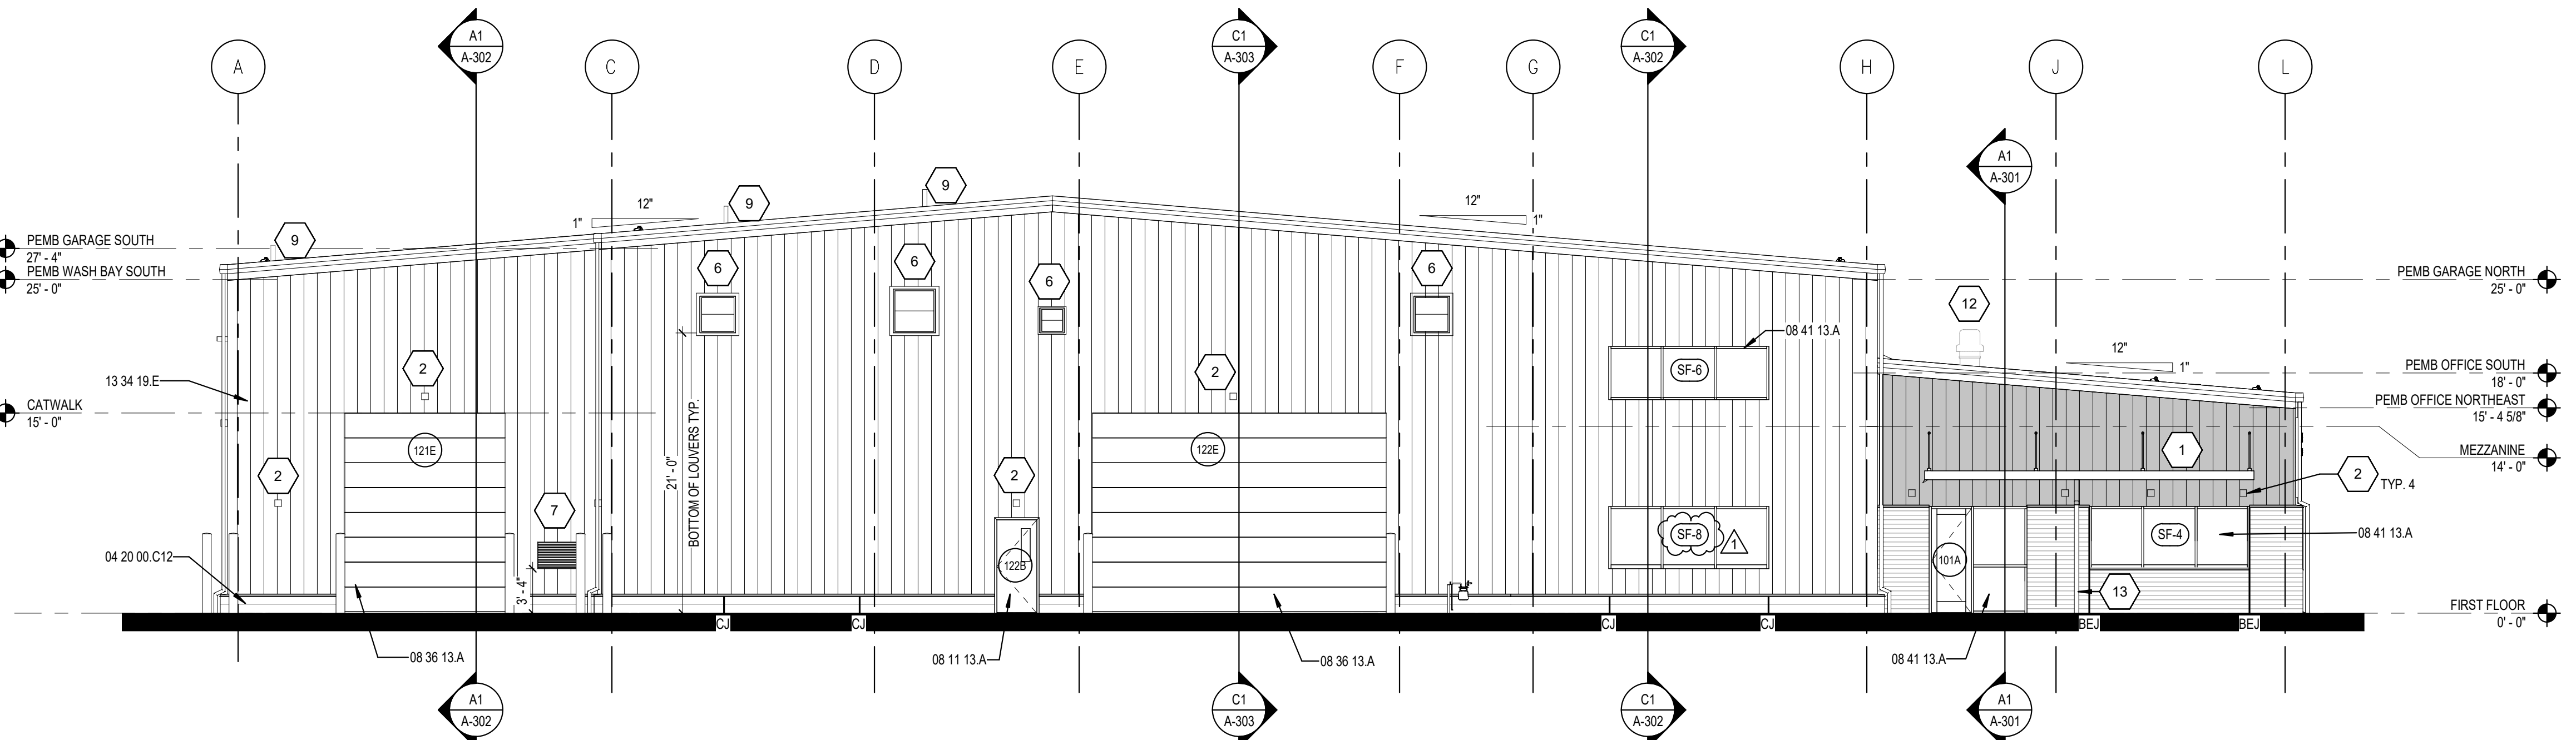 A1
A-302
C1
A-303
C1
A-302
A
C
D
E
F
G
H
J
L
A1
A-301
9
9
9
12"
1"
12"
1"
PEMB GARAGE SOUTH
27' - 4"
PEMB WASH BAY SOUTH
25' - 0"
6
6
6
6
PEMB GARAGE NORTH
25' - 0"
12
08 41 13.A
12"
1"
13 34 19.E
2
2
SF-6
PEMB OFFICE SOUTH
18' - 0"
CATWALK
15' - 0"
PEMB OFFICE NORTHEAST
15' - 4 5/8"
121E
122E
1
MEZZANINE
14' - 0"
2
2
2
TYP. 4
21' - 0"
BOTTOM OF LOUVERS TYP.
7
SF-8
1
SF-4
08 41 13.A
04 20 00.C12
3' - 4"
122B
101A
13
FIRST FLOOR
0' - 0"
CJ
CJ
CJ
CJ
BEJ
BEJ
08 36 13.A
08 11 13.A
08 36 13.A
08 41 13.A
A1
A-302
C1
A-303
C1
A-302
A1
A-301